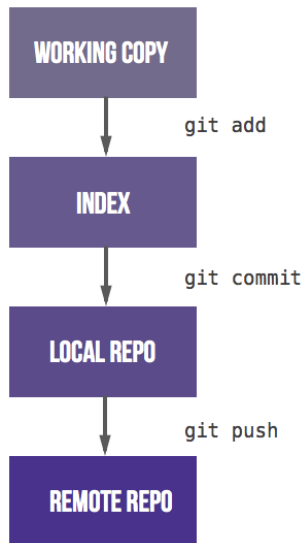 WORKING COPY
git add
INDEX
git commit
LOCAL REPO
git push
REMOTE REPO